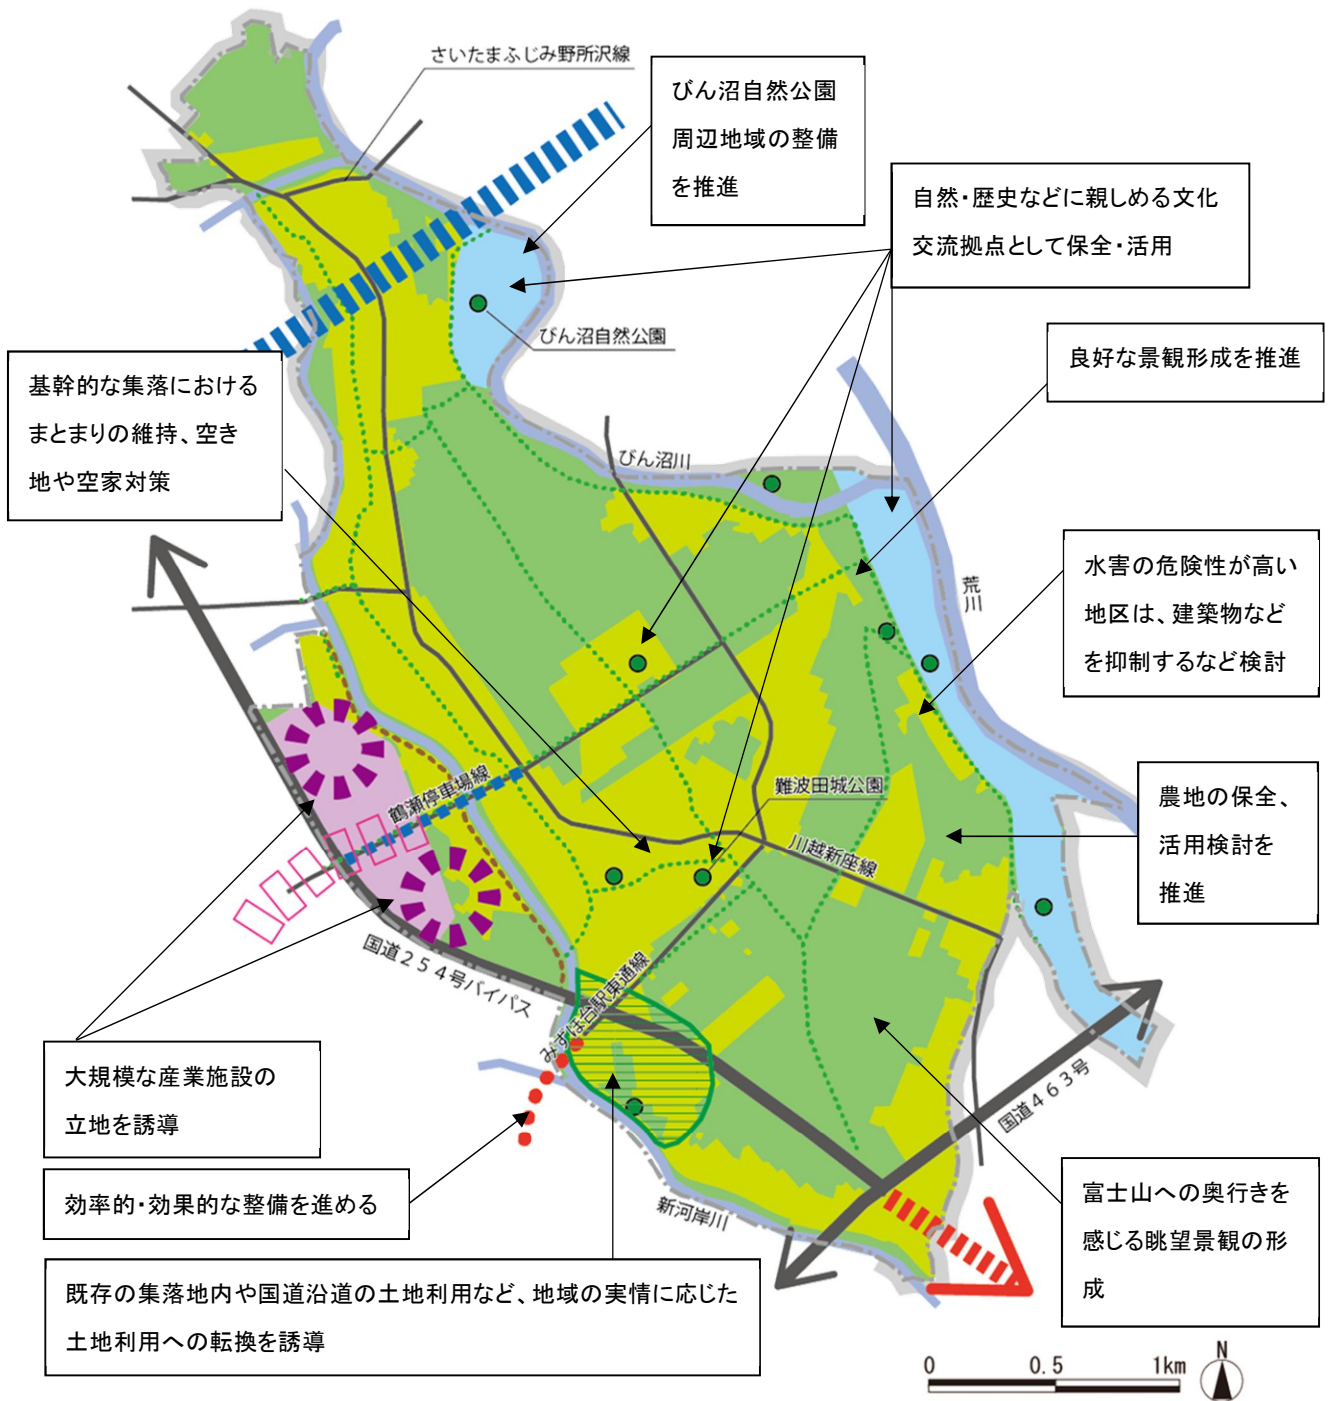 さいたまふじみ野所沢線
びん沼自然公園
周辺地域の整備
を推進
自然・歴史などに親しめる文化
交流拠点として保全・活用
びん沼自然公園
良好な景観形成を推進
基幹的な集落における
まとまりの維持、空き
地や空家対策
びん沼川
荒川
水害の危険性が高い
地区は、建築物など
を抑制するなど検討
鶴瀬停車場線
難波田城公園
川越新座線
農地の保全、
活用検討を
推進
国道254号バイパス
みずほ台駅東通線
大規模な産業施設の
立地を誘導
国道463号
効率的・効果的な整備を進める
新河岸川
富士山への奥行きを
感じる眺望景観の形
成
既存の集落地内や国道沿道の土地利用など、地域の実情に応じた
土地利用への転換を誘導
0 0.5 1km
N